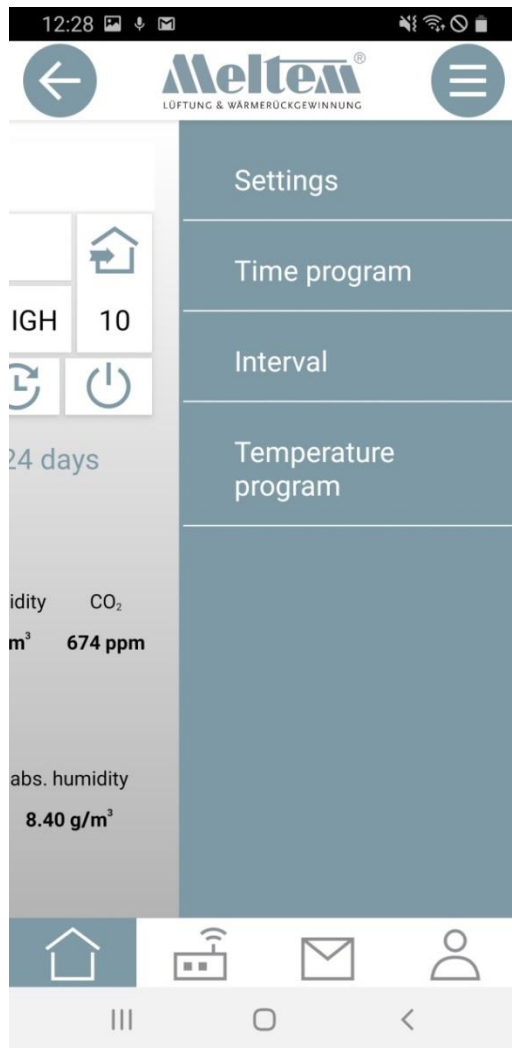 12:28
Meltem®
LÜFTUNG & WÄRMERÜCKGEWINNUNG
Settings
Time program
IGH 10
Interval
24 days
Temperature
program
idity CO₂
m³ 674 ppm
abs. humidity
8.40 g/m³